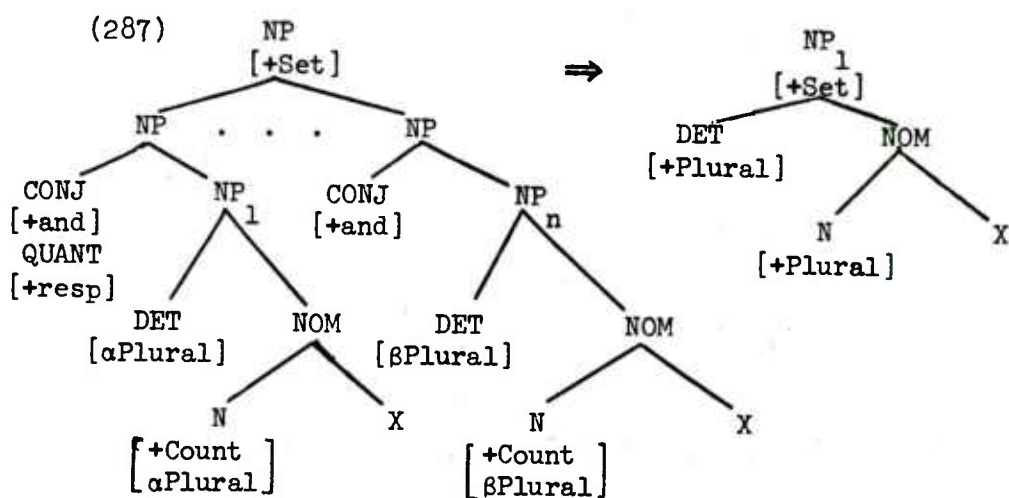 (287) NP NP1
[+Set] ⇒ [+Set]
NP . . . NP DET NOM
[+Plural]
CONJ NP1 CONJ NPn N X
[+and] [+and] [+Plural]
QUANT
[+resp]
DET NOM DET NOM
[αPlural] [βPlural]
N X N X
[+Count [+Count
αPlural] βPlural]